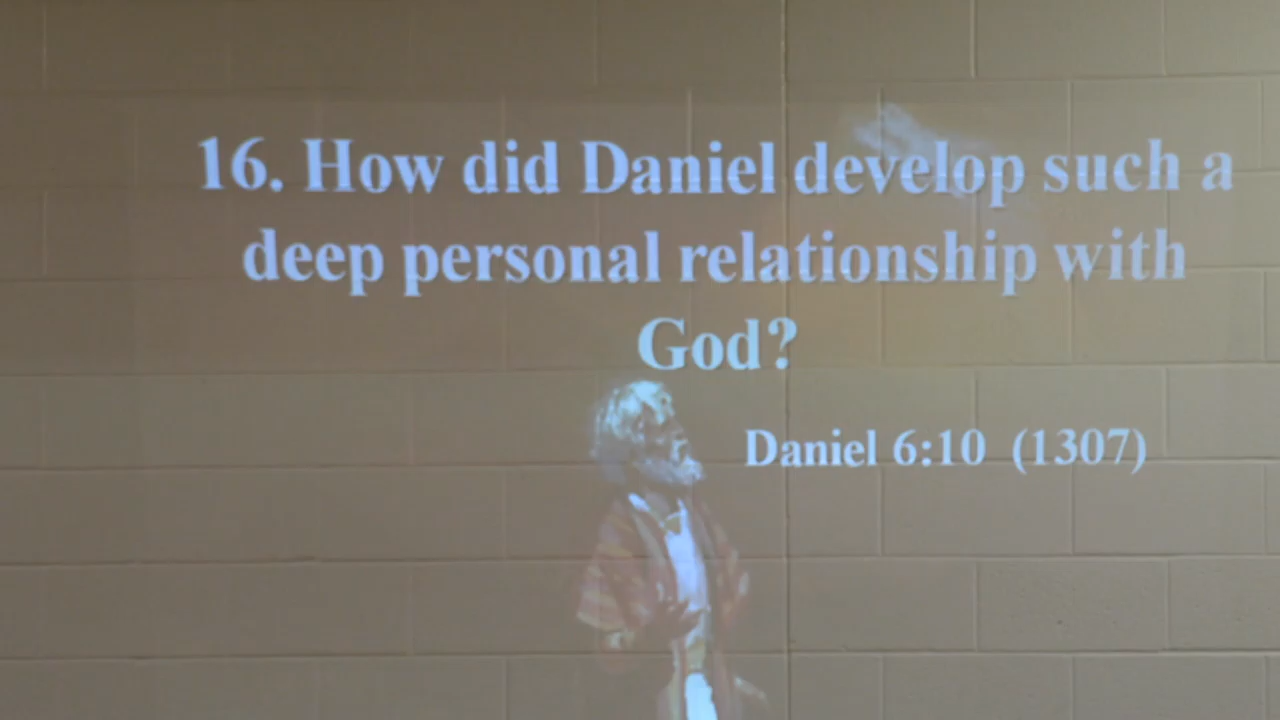 16. How did Daniel develop such a
deep personal relationship with
God?
Daniel 6:10 (1307)